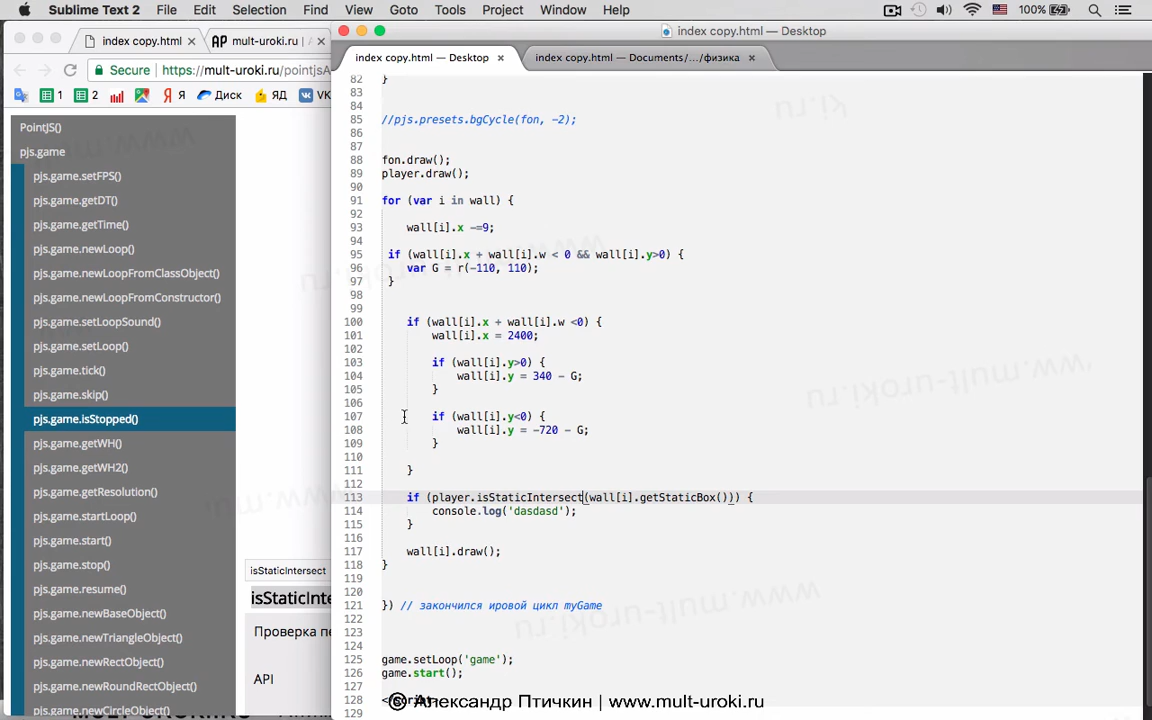 Sublime Text 2 File Edit Selection Find View Goto Tools Project Window Help 100%
index copy.html
mult-uroki.ru |
index copy.html — Desktop
Secure https://mult-uroki.ru/pointjsA
index copy.html — Desktop
index copy.html — Documents/.../физика
1 2 Я Диск ЯД VK
PointJS()
pjs.game
pjs.game.setFPS()
pjs.game.getDT()
pjs.game.getTime()
pjs.game.newLoop()
pjs.game.newLoopFromClassObject()
pjs.game.newLoopFromConstructor()
pjs.game.setLoopSound()
pjs.game.setLoop()
pjs.game.tick()
pjs.game.skip()
pjs.game.isStopped()
pjs.game.getWH()
pjs.game.getWH2()
pjs.game.getResolution()
pjs.game.startLoop()
pjs.game.start()
pjs.game.stop()
pjs.game.resume()
pjs.game.newBaseObject()
pjs.game.newTriangleObject()
pjs.game.newRectObject()
pjs.game.newRoundRectObject()
pjs.game.newCircleObject()
isStaticIntersect
isStaticInte
Проверка пе
API
82 }
83
84
85 //pjs.presets.bgCycle(fon, -2);
86
87
88 fon.draw();
89 player.draw();
90
91 for (var i in wall) {
92
93 wall[i].x -=9;
94
95 if (wall[i].x + wall[i].w < 0 && wall[i].y>0) {
96 var G = r(-110, 110);
97 }
98
99
100 if (wall[i].x + wall[i].w <0) {
101 wall[i].x = 2400;
102
103 if (wall[i].y>0) {
104 wall[i].y = 340 - G;
105 }
106
107 if (wall[i].y<0) {
108 wall[i].y = -720 - G;
109 }
110
111 }
112
113 if (player.isStaticIntersect(wall[i].getStaticBox())) {
114 console.log('dasdasd');
115 }
116
117 wall[i].draw();
118 }
119
120
121 }) // закончился ировой цикл myGame
122
123
124
125 game.setLoop('game');
126 game.start();
127
128 </script>
129
© Александр Птичкин | www.mult-uroki.ru